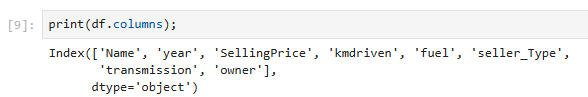 [9]: print(df.columns);
Index(['Name', 'year', 'SellingPrice', 'kmdriven', 'fuel', 'seller_Type',
'transmission', 'owner'],
dtype='object')